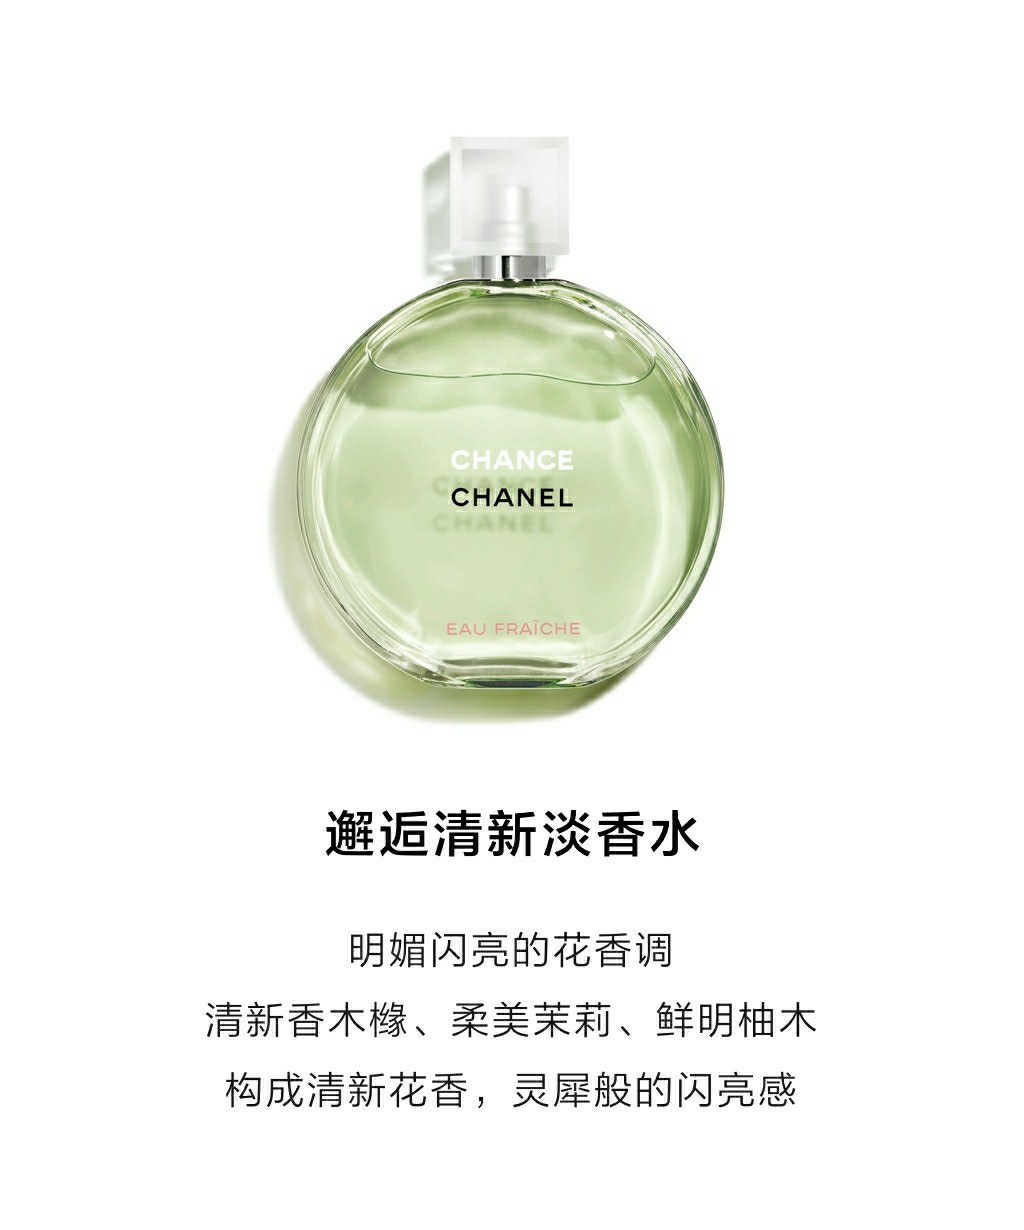 CHANCE
CHANEL
EAU FRAÎCHE
邂逅清新淡香水
明媚闪亮的花香调
清新香木橼、柔美茉莉、鲜明柚木
构成清新花香，灵犀般的闪亮感